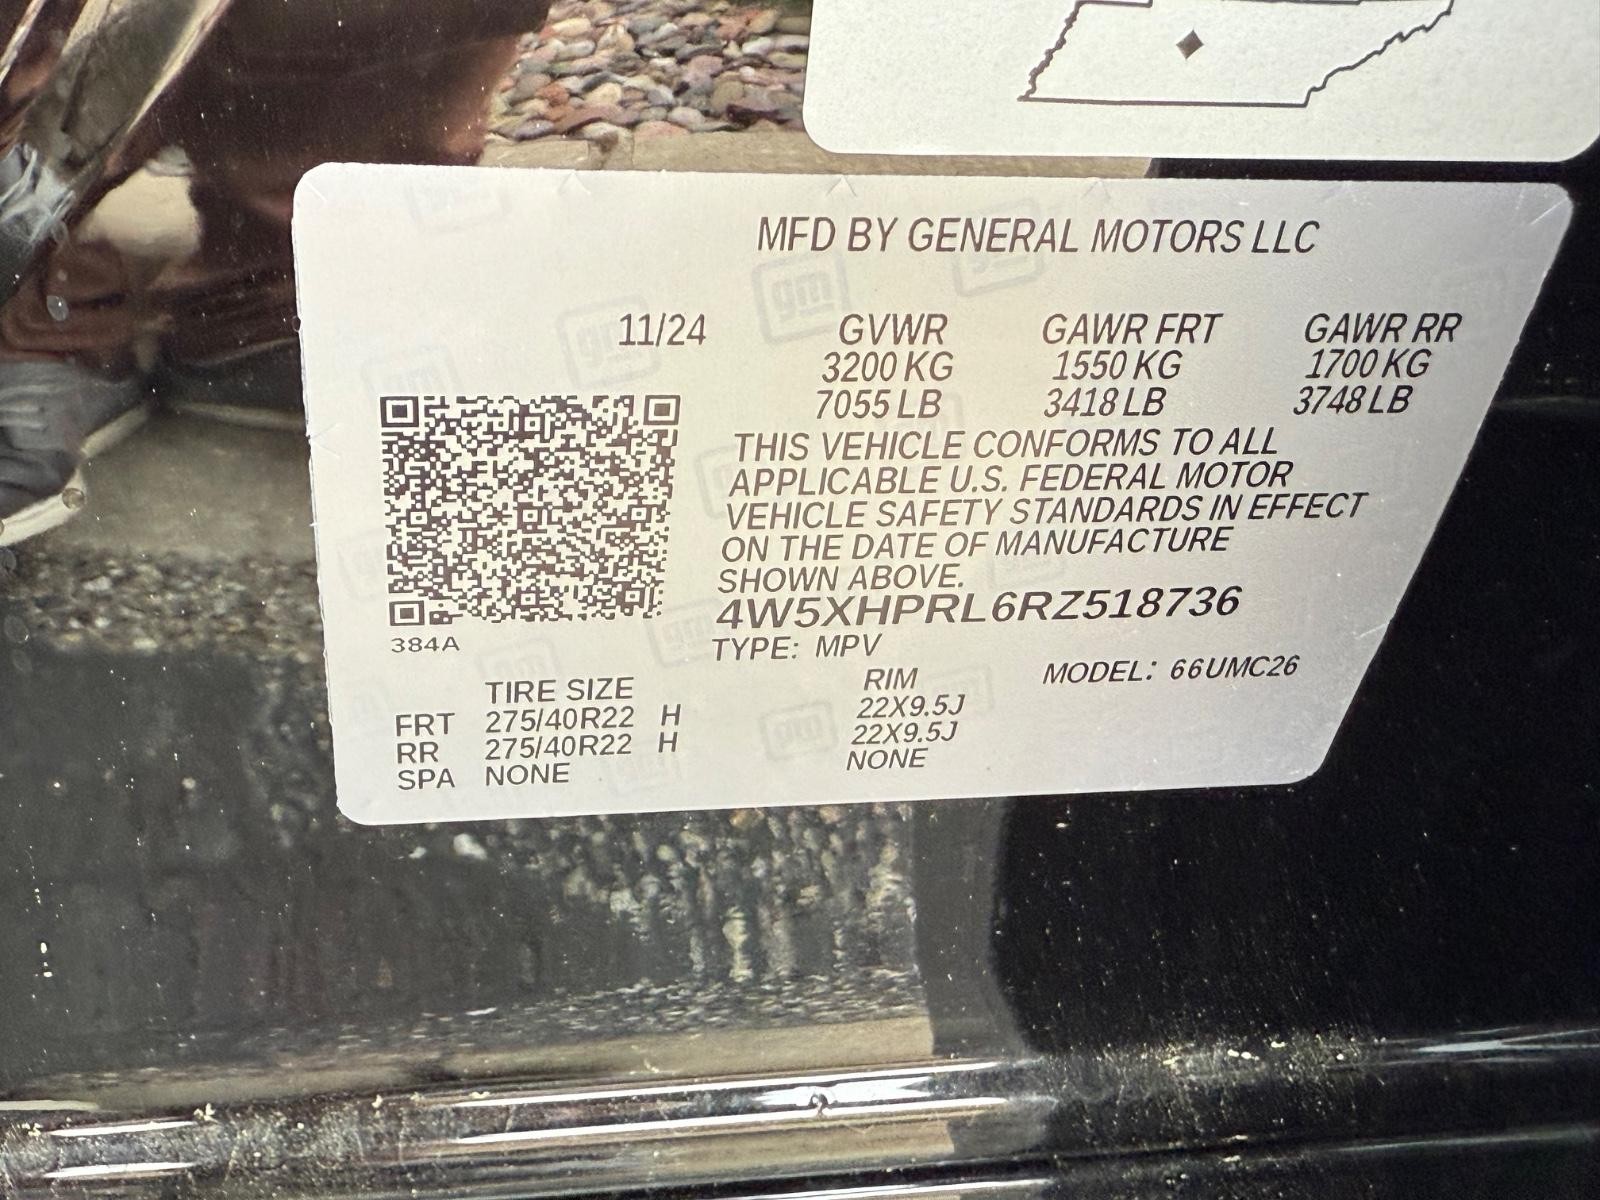 MFD BY GENERAL MOTORS LLC
11/24 GVWR GAWR FRT GAWR RR
3200 KG 1550 KG 1700 KG
7055 LB 3418 LB 3748 LB
THIS VEHICLE CONFORMS TO ALL
APPLICABLE U.S. FEDERAL MOTOR
VEHICLE SAFETY STANDARDS IN EFFECT
ON THE DATE OF MANUFACTURE
SHOWN ABOVE.
4W5XHPRL6RZ518736
384A
TYPE: MPV
MODEL: 66UMC26
TIRE SIZE RIM
FRT 275/40R22 H 22X9.5J
RR 275/40R22 H 22X9.5J
SPA NONE NONE